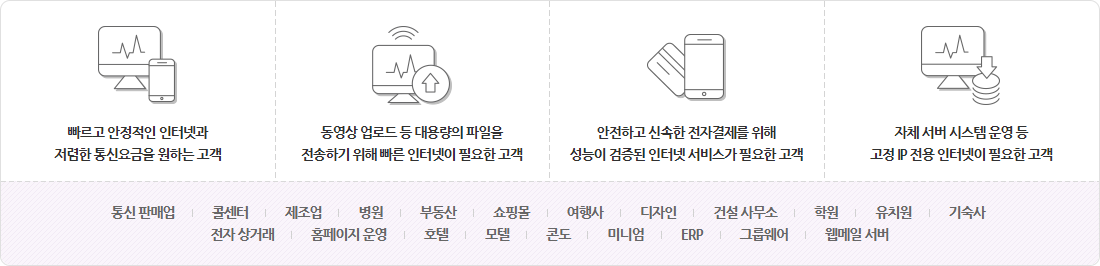 빠르고 안정적인 인터넷과
저렴한 통신요금을 원하는 고객
동영상 업로드 등 대용량의 파일을
전송하기 위해 빠른 인터넷이 필요한 고객
안전하고 신속한 전자결제를 위해
성능이 검증된 인터넷 서비스가 필요한 고객
자체 서버 시스템 운영 등
고정 IP 전용 인터넷이 필요한 고객
통신 판매업 | 콜센터 | 제조업 | 병원 | 부동산 | 쇼핑몰 | 여행사 | 디자인 | 건설 사무소 | 학원 | 유치원 | 기숙사
전자 상거래 | 홈페이지 운영 | 호텔 | 모텔 | 콘도 | 미니엄 | ERP | 그룹웨어 | 웹메일 서버